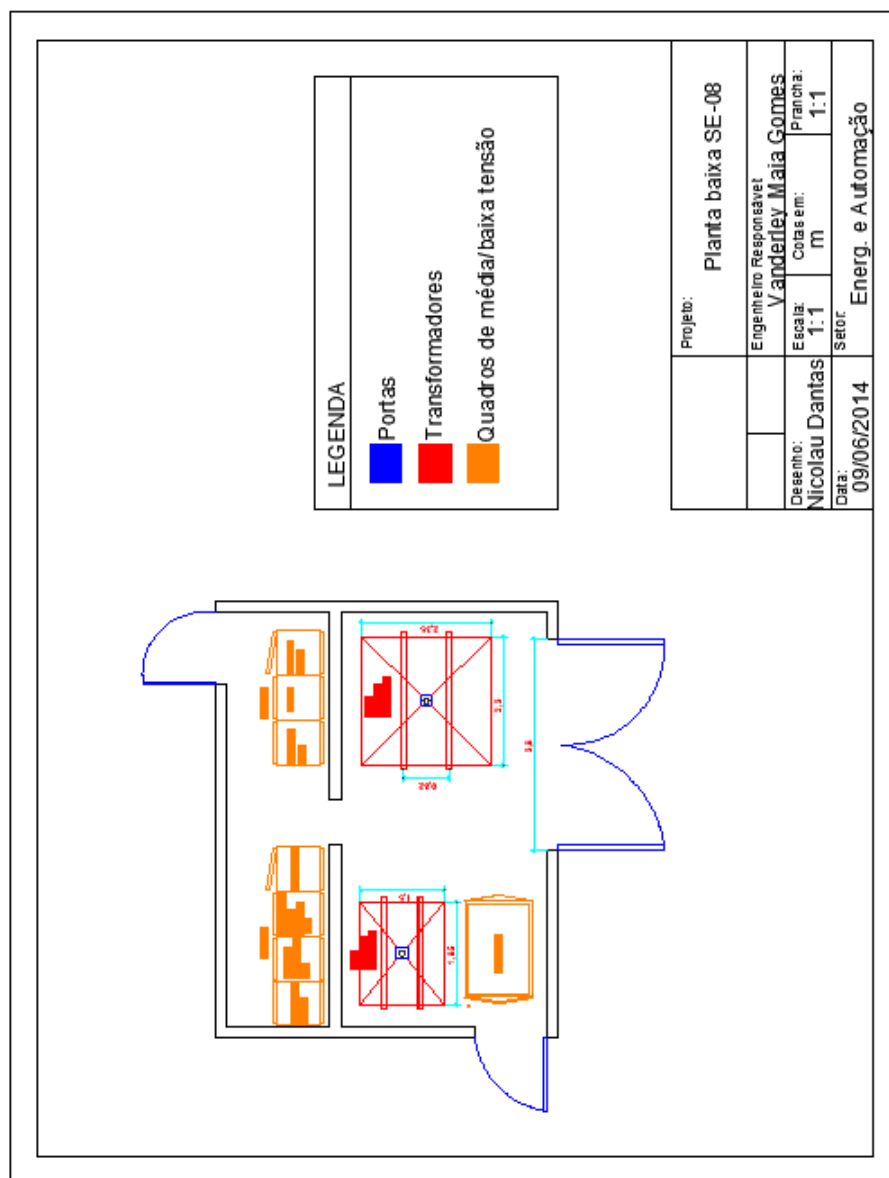 LEGENDA
Portas
Transformadores
Quadros de média/baixa tensão
Projeto:
Planta baixa SE-08
Engenheiro Responsável:
Vanderley Maia Gomes
Desenho:
Nicolau Dantas
Escala:
1:1
Cotas em:
m
Prancha:
1:1
Data:
09/06/2014
Setor:
Energ. e Automação